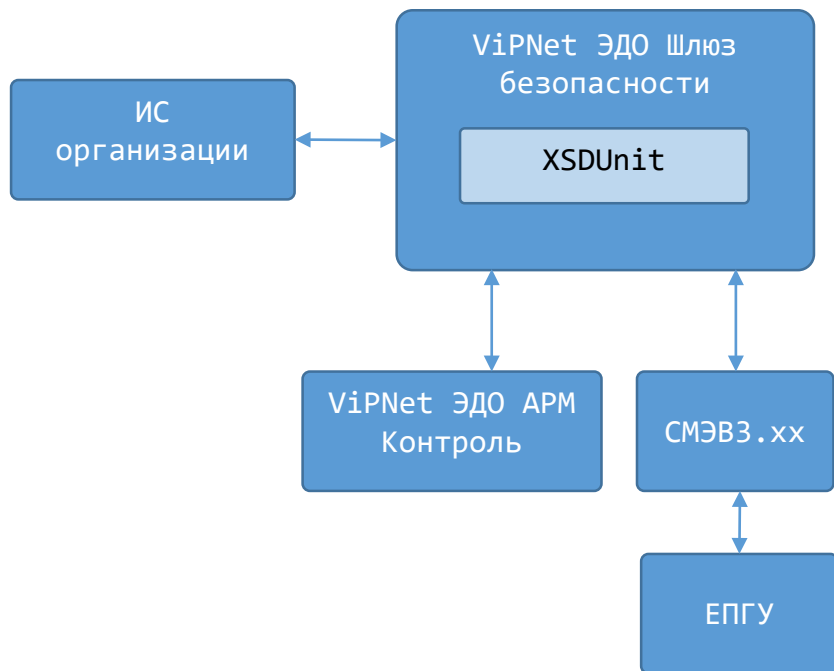 ViPNet ЭДО Шлюз
безопасности
ИС
организации
XSDUnit
ViPNet ЭДО АРМ
Контроль
СМЭВ3.xx
ЕПГУ